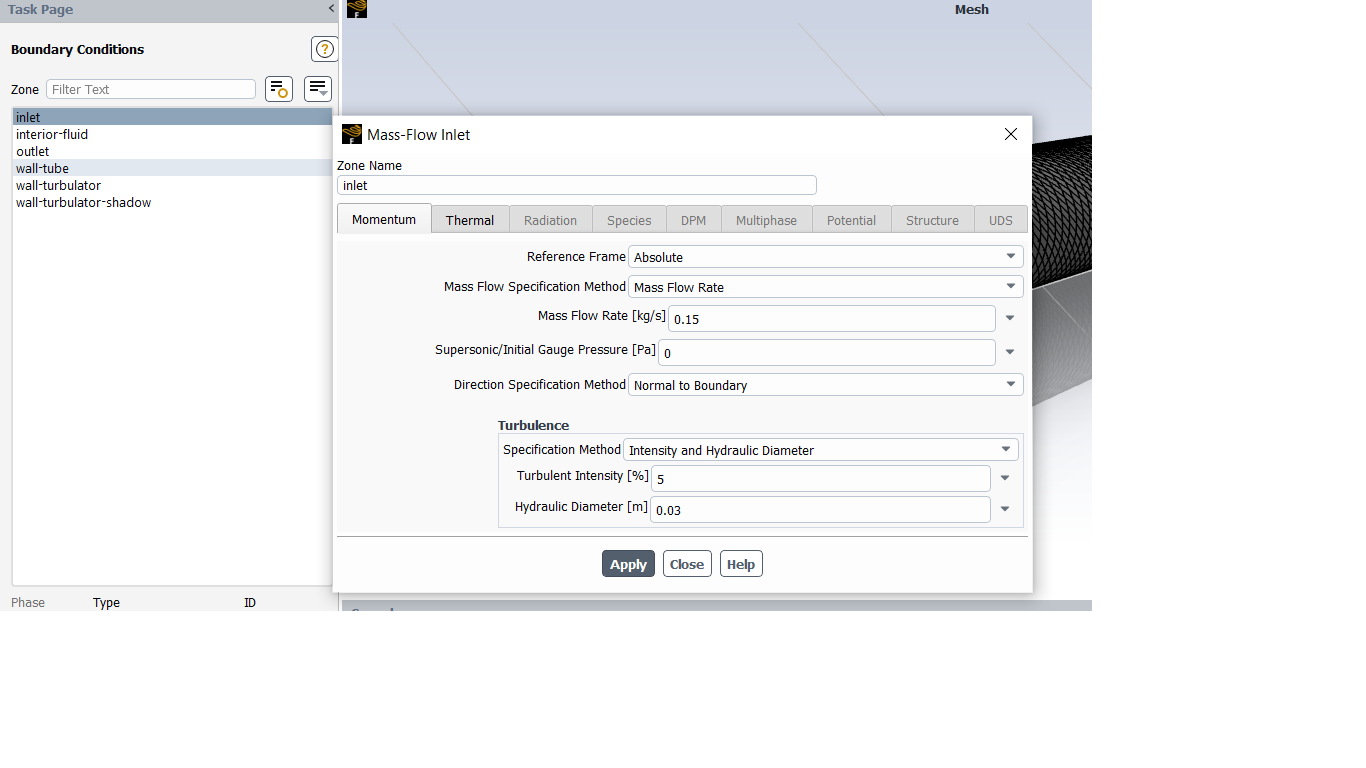 Task Page
Mesh
Boundary Conditions
?
Zone Filter Text
inlet
interior-fluid
outlet
wall-tube
wall-turbulator
wall-turbulator-shadow
Phase Type ID
Mass-Flow Inlet
Zone Name
inlet
Momentum Thermal Radiation Species DPM Multiphase Potential Structure UDS
Reference Frame Absolute
Mass Flow Specification Method Mass Flow Rate
Mass Flow Rate [kg/s] 0.15
Supersonic/Initial Gauge Pressure [Pa] 0
Direction Specification Method Normal to Boundary
Turbulence
Specification Method Intensity and Hydraulic Diameter
Turbulent Intensity [%] 5
Hydraulic Diameter [m] 0.03
Apply Close Help